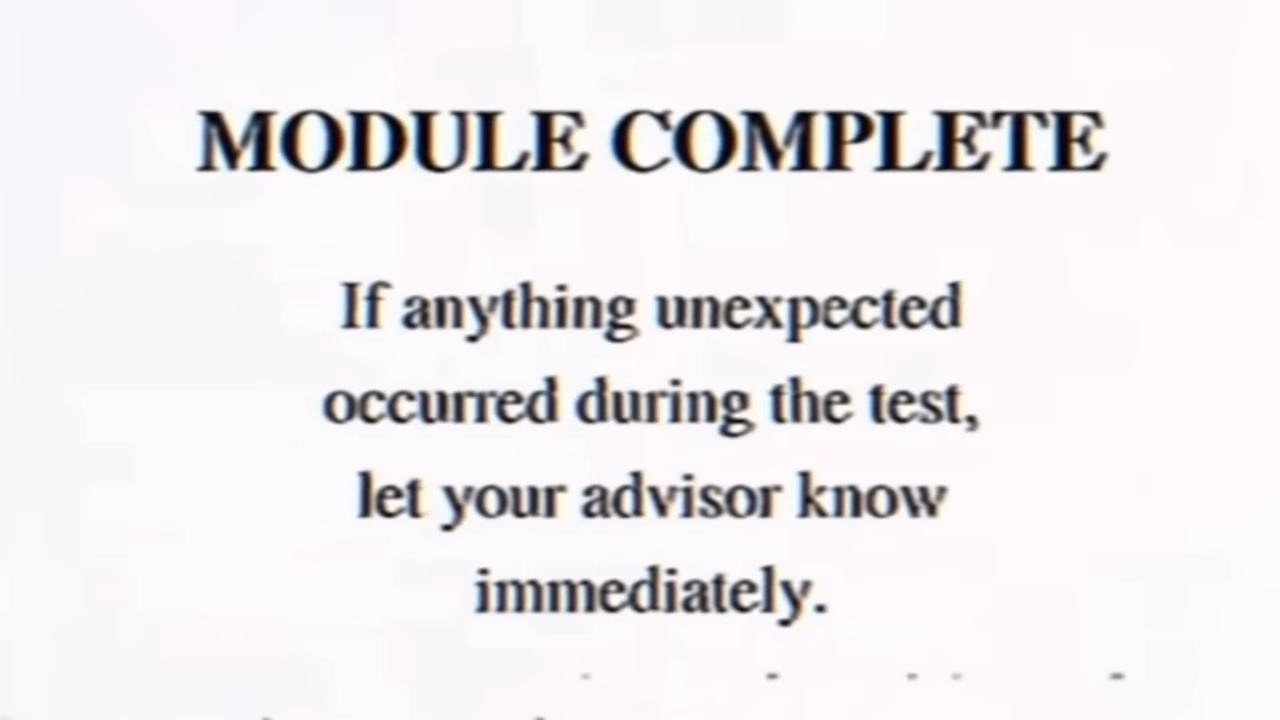 MODULE COMPLETE
If anything unexpected
occurred during the test,
let your advisor know
immediately.